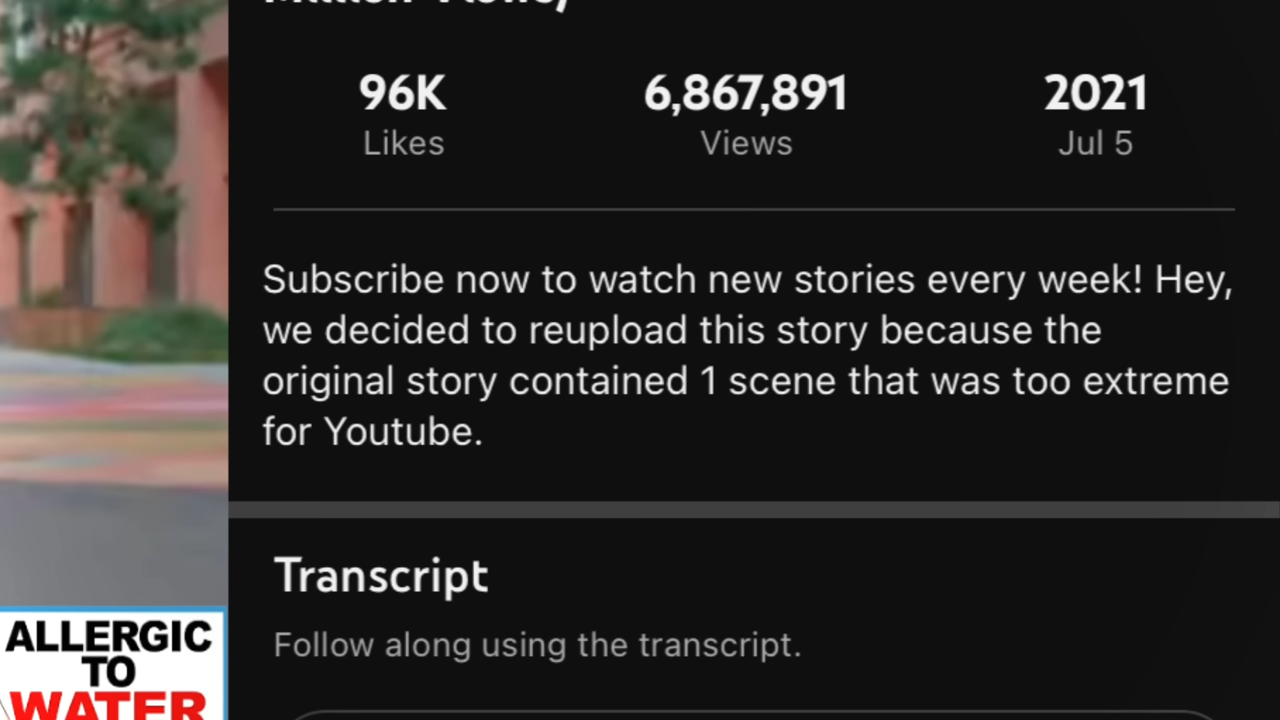 96K
6,867,891
2021
Likes
Views
Jul 5
Subscribe now to watch new stories every week! Hey,
we decided to reupload this story because the
original story contained 1 scene that was too extreme
for Youtube.
Transcript
Follow along using the transcript.
ALLERGIC
TO
WATER